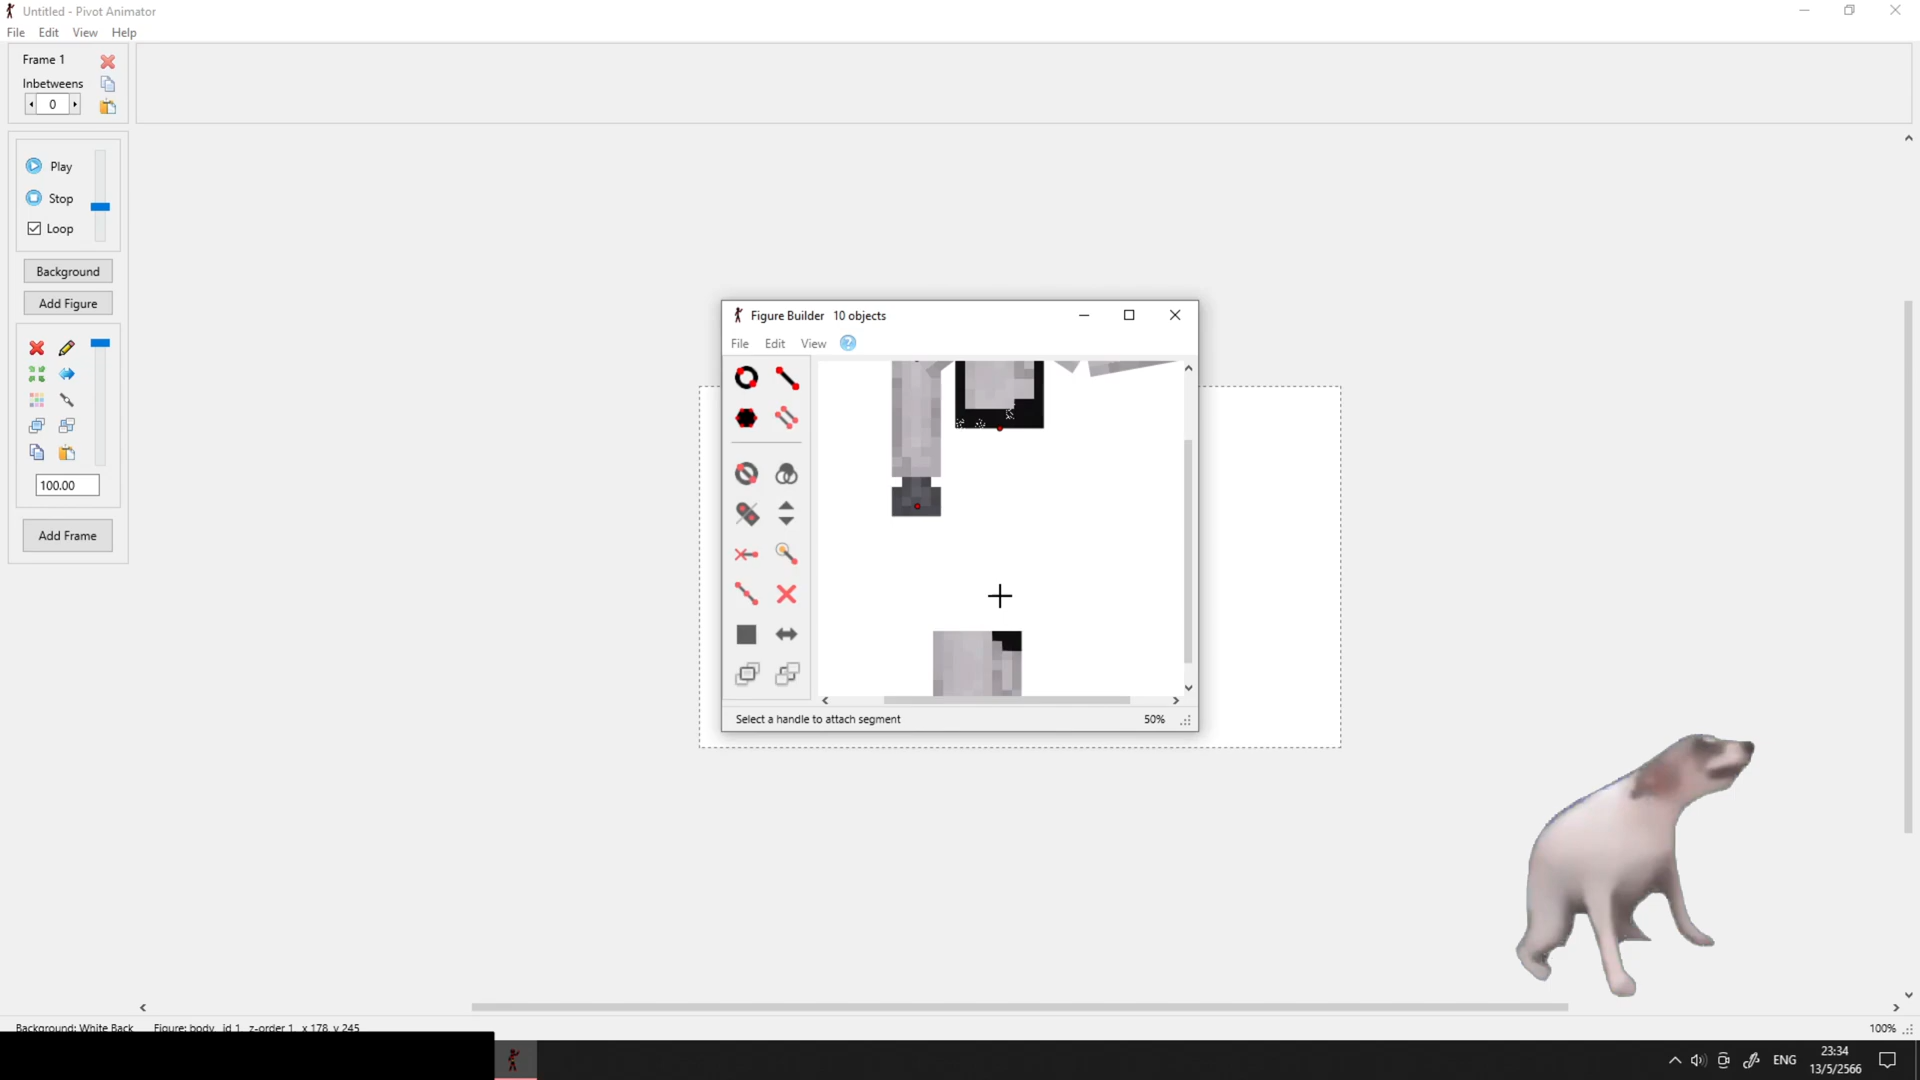 Untitled - Pivot Animator
File Edit View Help
Frame 1
Inbetweens
0
Play
Stop
Loop
Background
Add Figure
100.00
Add Frame
Figure Builder 10 objects
File Edit View ?
Select a handle to attach segment 50%
Background: White Back Figure: body, id 1, z-order 1, x 178, y 245 100%
ENG
23:34
13/5/2566